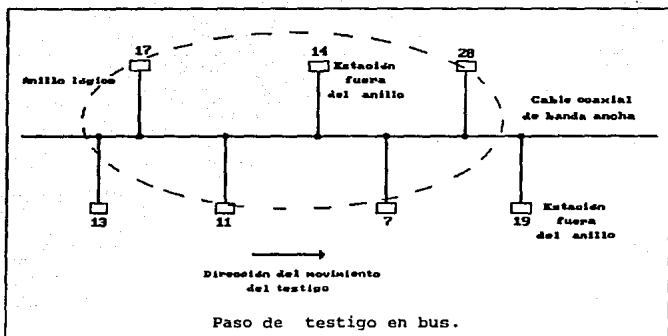 17
14
28
Anillo lógico
Estación
fuera
del anillo
Cable coaxial
de banda ancha
13
11
7
19
Estación
fuera
del anillo
Dirección del movimiento
del testigo
Paso de testigo en bus.